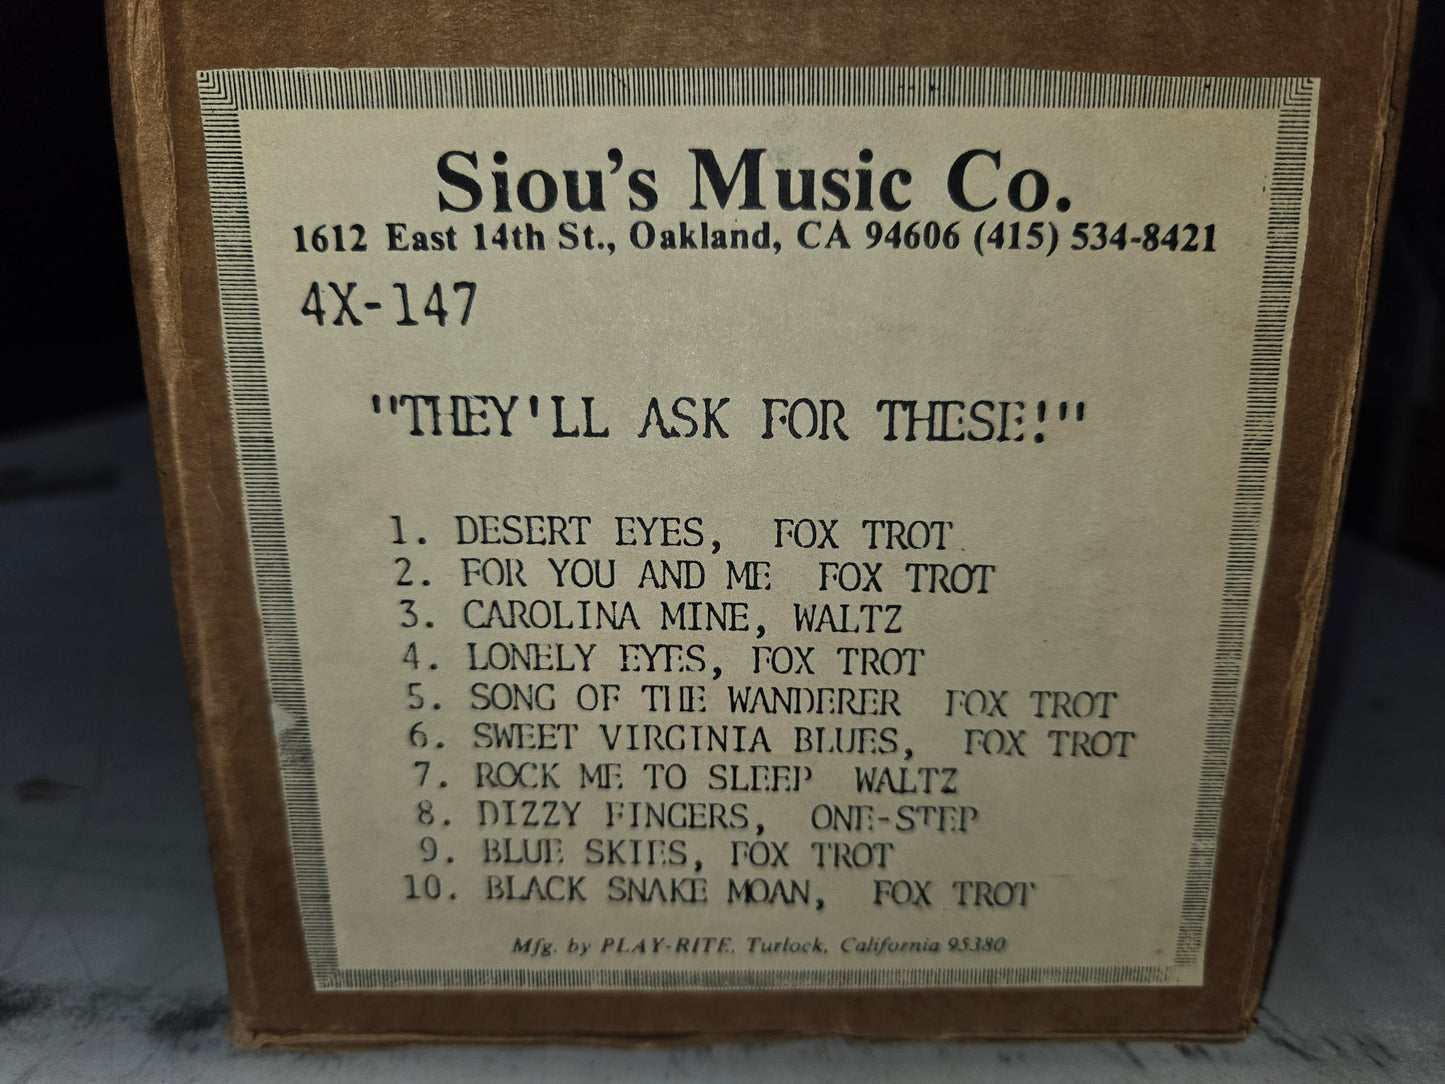 Siou's Music Co.
1612 East 14th St., Oakland, CA 94606 (415) 534-8421
4X-147
"THEY'LL ASK FOR THESE!"
1. DESERT EYES, FOX TROT
2. FOR YOU AND ME FOX TROT
3. CAROLINA MINE, WALTZ
4. LONELY EYES, FOX TROT
5. SONG OF THE WANDERER FOX TROT
6. SWEET VIRGINIA BLUES, FOX TROT
7. ROCK ME TO SLEEP WALTZ
8. DIZZY FINGERS, ONE-STEP
9. BLUE SKIES, FOX TROT
10. BLACK SNAKE MOAN, FOX TROT
Mfg. by PLAY-RITE, Turlock, California 95380